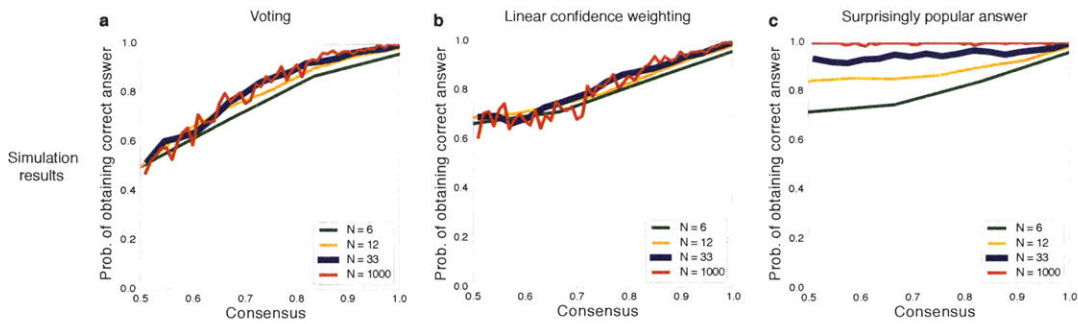 a Voting
Prob. of obtaining correct answer
1.0
0.8
0.6
0.4
0.2
0.0
0.5 0.6 0.7 0.8 0.9 1.0
Consensus
N = 6
N = 12
N = 33
N = 1000
b Linear confidence weighting
Prob. of obtaining correct answer
1.0
0.8
0.6
0.4
0.2
0.0
0.5 0.6 0.7 0.8 0.9 1.0
Consensus
N = 6
N = 12
N = 33
N = 1000
c Surprisingly popular answer
Prob. of obtaining correct answer
1.0
0.8
0.6
0.4
0.2
0.0
0.5 0.6 0.7 0.8 0.9 1.0
Consensus
N = 6
N = 12
N = 33
N = 1000
Simulation
results